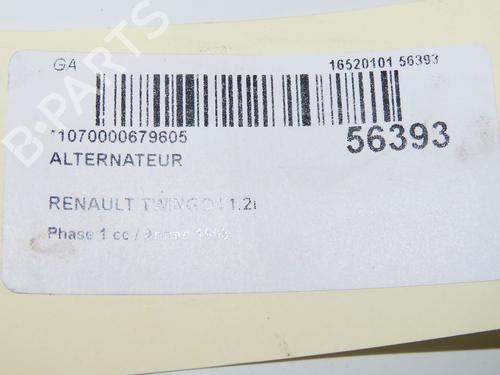 GA 16520101 56393
*1070000679605 56393
ALTERNATEUR
RENAULT TWINGO I 1.2i
Phase 1 cc /
B-PARTS